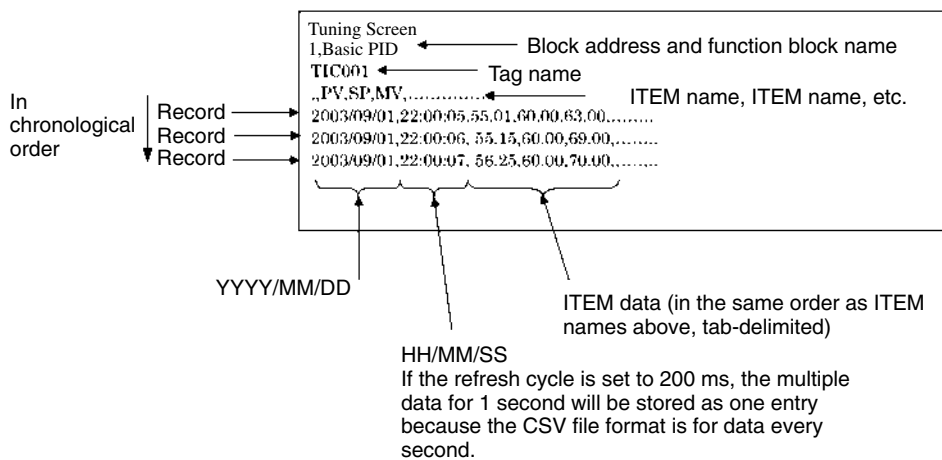 Tuning Screen
1,Basic PID
Block address and function block name
TIC001
Tag name
,,PV,SP,MV,..............
ITEM name, ITEM name, etc.
In
chronological
order
Record
2003/09/01,22:00:05,55.01,60.00,63.00,........
Record
2003/09/01,22:00:06, 55.15,60.00,69.00,.......
Record
2003/09/01,22:00:07, 56.25,60.00,70.00,.......
YYYY/MM/DD
ITEM data (in the same order as ITEM
names above, tab-delimited)
HH/MM/SS
If the refresh cycle is set to 200 ms, the multiple
data for 1 second will be stored as one entry
because the CSV file format is for data every
second.